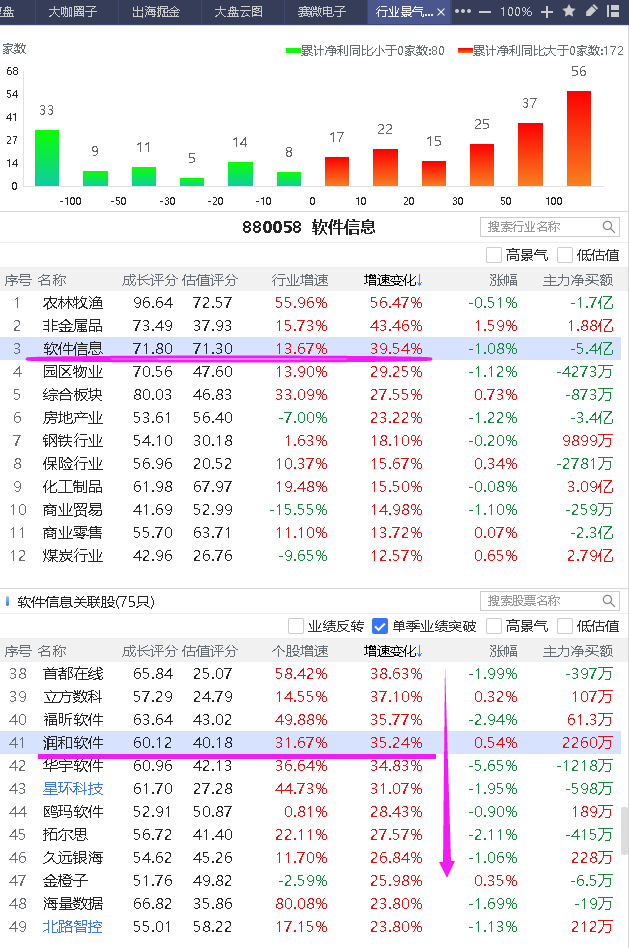 盘 大咖圈子 出海掘金 大盘云图 赛微电子 行业景气... × ••• — 100% +
家数 累计净利同比小于0家数:80 累计净利同比大于0家数:172
68 54 41 27 14 0
33 9 11 5 14 8 17 22 15 25 37 56
-100 -50 -30 -20 -10 0 10 20 30 50 100
880058 软件信息 搜索行业名称
高景气 低估值
序号 名称 成长评分 估值评分 行业增速 增速变化↓ 涨幅 主力净买额
1 农林牧渔 96.64 72.57 55.96% 56.47% -0.51% -1.7亿
2 非金属品 73.49 37.93 15.73% 43.46% 1.59% 1.88亿
3 软件信息 71.80 71.30 13.67% 39.54% -1.08% -5.4亿
4 园区物业 70.56 47.60 13.90% 29.25% -1.12% -4273万
5 综合板块 80.03 46.83 33.09% 27.55% 0.73% -873万
6 房地产业 53.61 56.40 -7.00% 23.22% -1.22% -3.4亿
7 钢铁行业 54.10 30.18 1.63% 18.10% -0.20% 9899万
8 保险行业 56.96 20.52 10.37% 15.67% 0.34% -2781万
9 化工制品 61.98 67.97 19.48% 15.50% -0.08% 3.09亿
10 商业贸易 41.69 52.99 -15.55% 14.98% -1.10% -259万
11 商业零售 55.70 63.71 11.10% 13.72% 0.07% -2.3亿
12 煤炭行业 42.96 26.76 -9.65% 12.57% 0.65% 2.79亿
软件信息关联股(75只) 搜索股票名称
业绩反转 单季业绩突破 高景气 低估值
序号 名称 成长评分 估值评分 个股增速 增速变化↓ 涨幅 主力净买额
38 首都在线 65.84 25.07 58.42% 38.63% -1.99% -397万
39 立方数科 57.29 24.79 14.55% 37.10% 0.32% 107万
40 福昕软件 63.64 43.02 49.88% 35.77% -2.94% 61.3万
41 润和软件 60.12 40.18 31.67% 35.24% 0.54% 2260万
42 华宇软件 60.96 42.13 36.64% 34.83% -5.65% -1218万
43 星环科技 61.70 27.28 44.73% 31.07% -1.95% -598万
44 鸥玛软件 52.91 50.87 0.81% 28.43% -0.90% 189万
45 拓尔思 56.72 41.40 22.11% 27.57% -2.11% -415万
46 久远银海 54.62 45.26 11.70% 26.84% -1.06% 228万
47 金橙子 51.76 49.82 -2.59% 25.98% 0.35% -6.5万
48 海量数据 66.82 35.86 80.08% 23.80% -1.69% -19万
49 北路智控 55.01 58.22 17.15% 23.80% -1.13% 212万